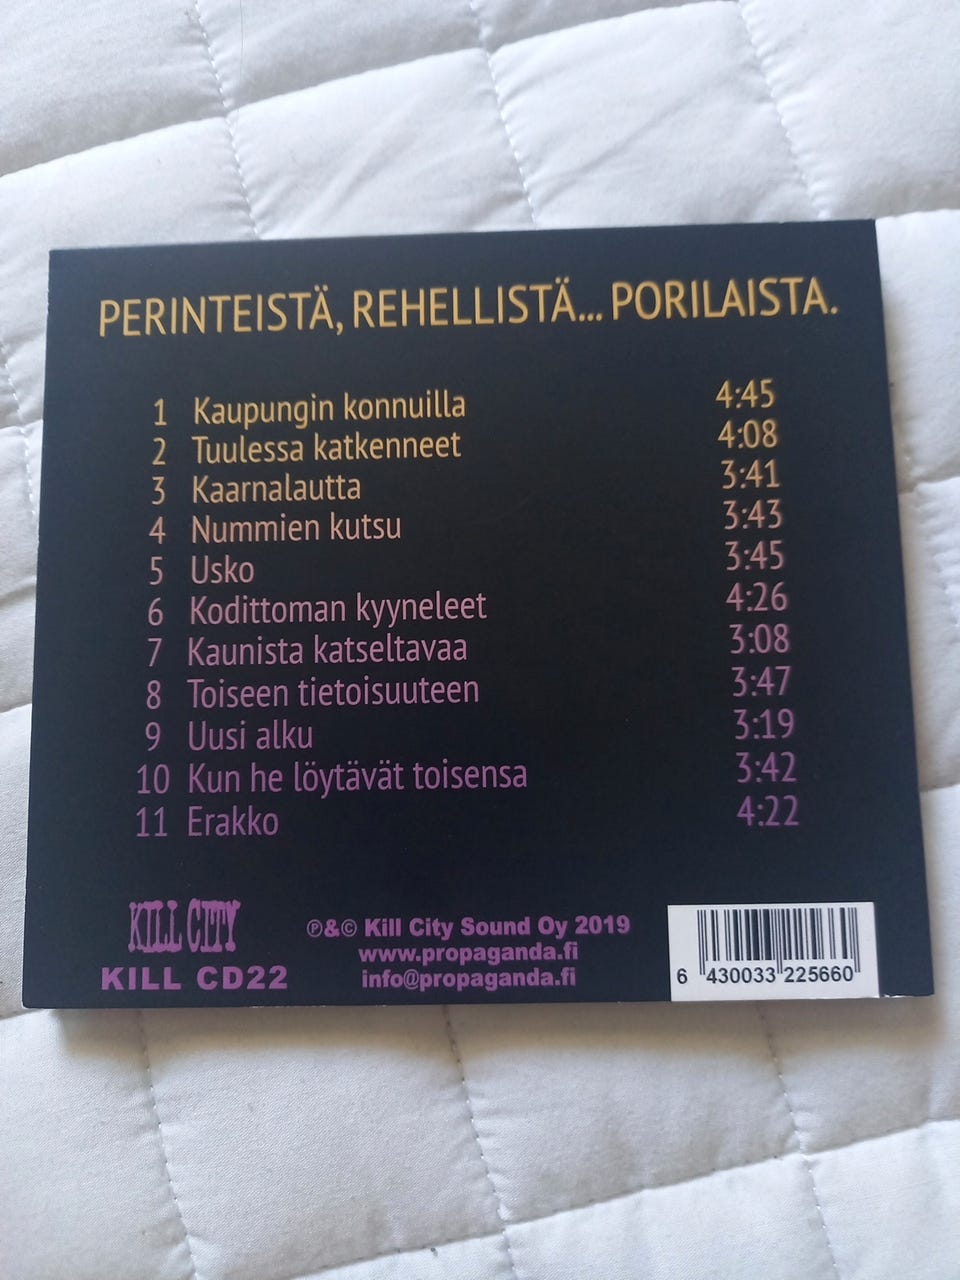 PERINTEISTÄ, REHELLISTÄ... PORILAISTA.
1 Kaupungin konnuilla 4:45
2 Tuulessa katkenneet 4:08
3 Kaarnalautta 3:41
4 Nummien kutsu 3:43
5 Usko 3:45
6 Kodittoman kyyneleet 4:26
7 Kaunista katseltavaa 3:08
8 Toiseen tietoisuuteen 3:47
9 Uusi alku 3:19
10 Kun he löytävät toisensa 3:42
11 Erakko 4:22
KILL CITY
KILL CD22
℗&© Kill City Sound Oy 2019
www.propaganda.fi
info@propaganda.fi
6 430033 225660